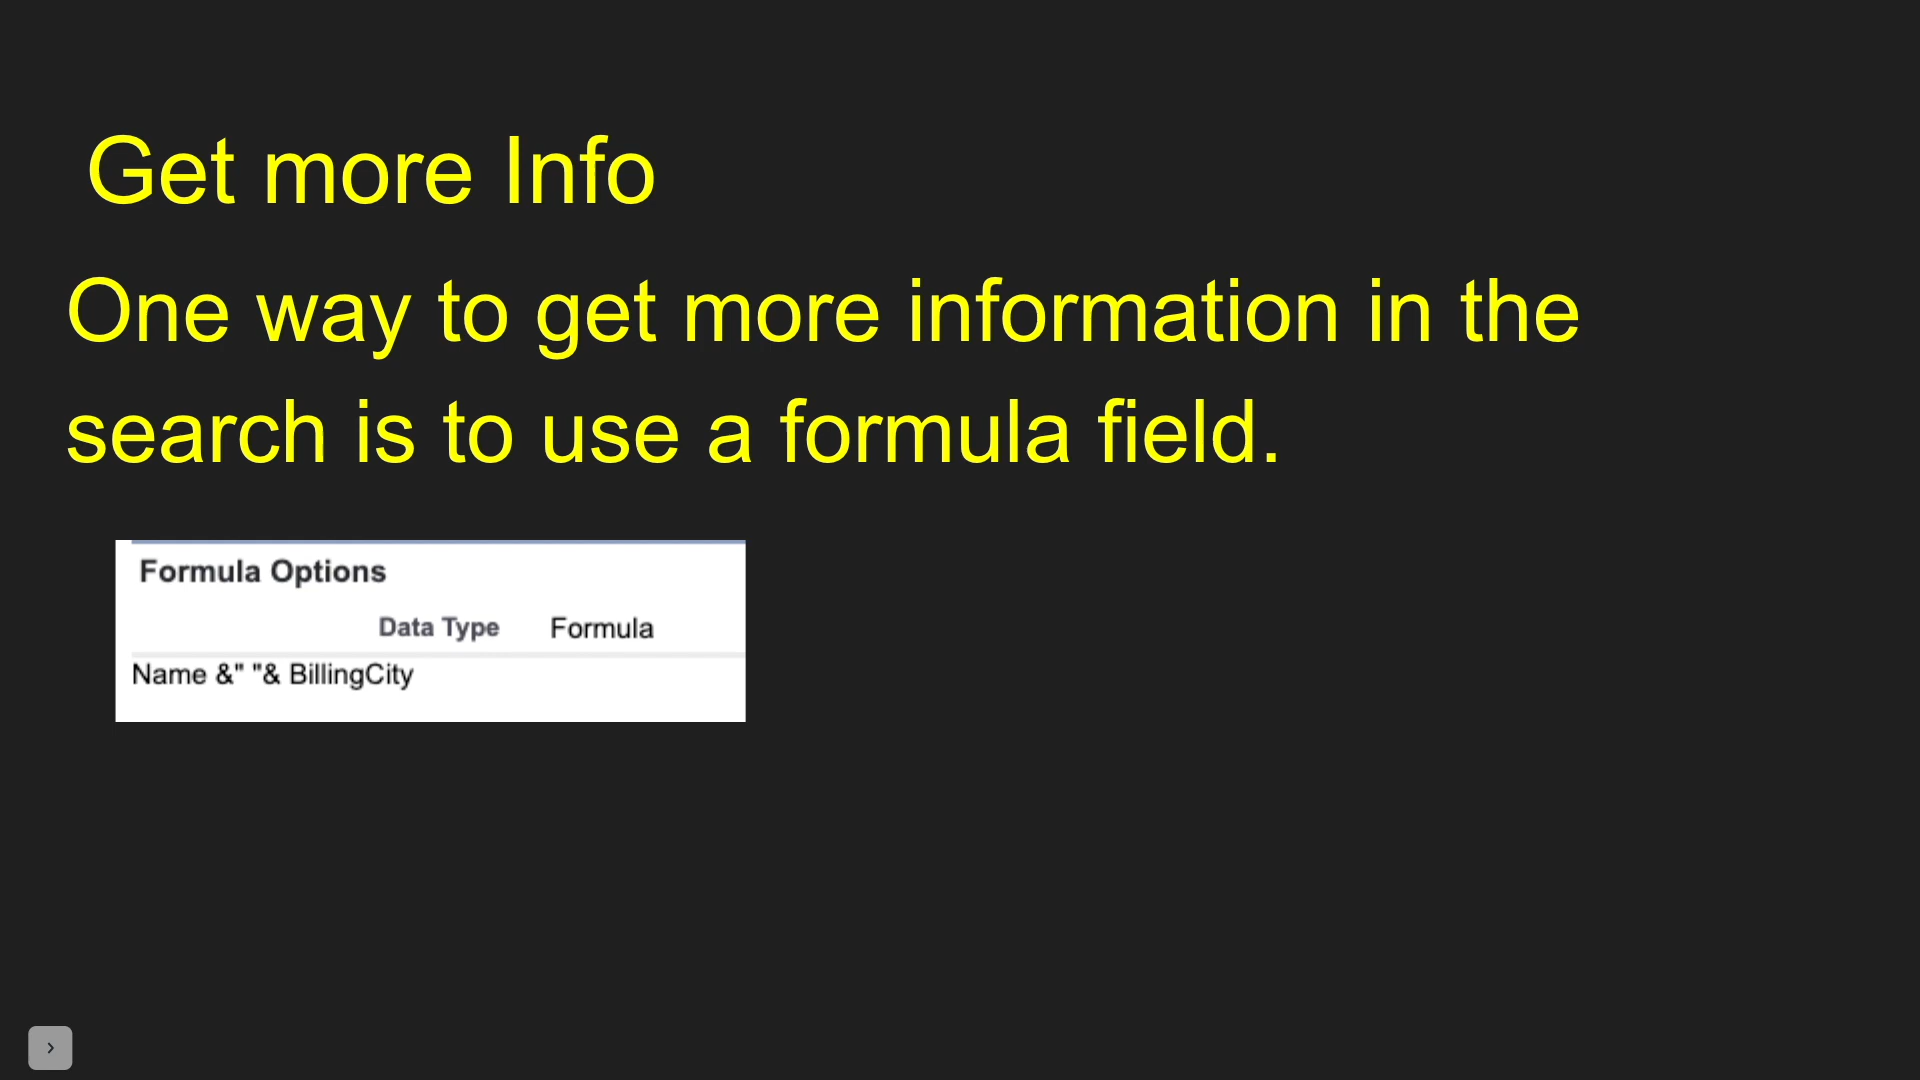 Get more Info
One way to get more information in the
search is to use a formula field.
Formula Options
Data Type Formula
Name &" "& BillingCity